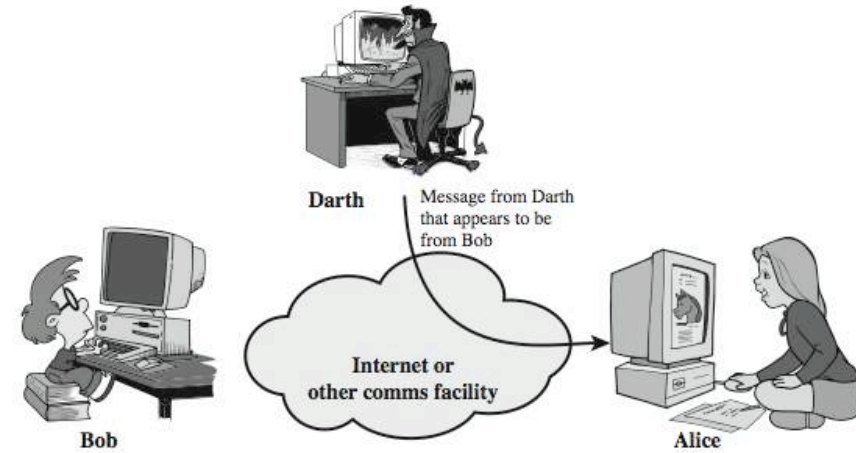 Darth
Message from Darth
that appears to be
from Bob
Internet or
other comms facility
Bob
Alice